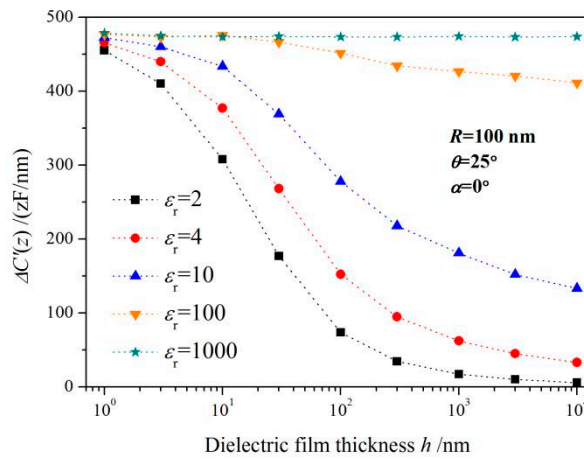 500
400
300
200
100
0
ΔC'(z) /(zF/nm)
R=100 nm
θ=25°
α=0°
εr=2
εr=4
εr=10
εr=100
εr=1000
10⁰ 10¹ 10² 10³
Dielectric film thickness h /nm